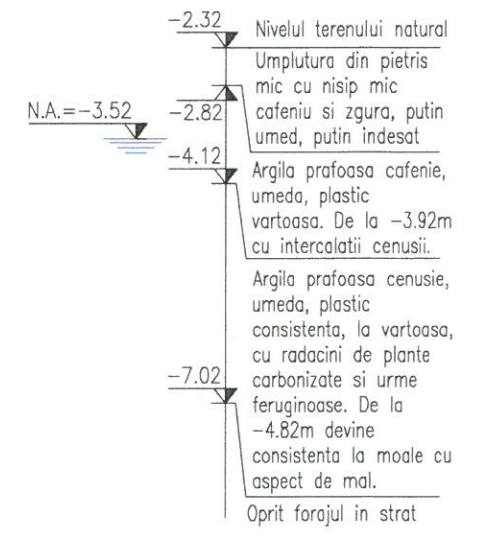 -2.32
Nivelul terenului natural
Umplutura din pietris
mic cu nisip mic
cafeniu si zgura, putin
umed, putin indesat
N.A.=-3.52
-2.82
-4.12
Argila prafoasa cafenie,
umeda, plastic
vartoasa. De la -3.92m
cu intercalatii cenusii.
Argila prafoasa cenusie,
umeda, plastic
consistenta, la vartoasa,
cu radacini de plante
carbonizate si urme
feruginoase. De la
-4.82m devine
consistenta la moale cu
aspect de mal.
-7.02
Oprit forajul in strat